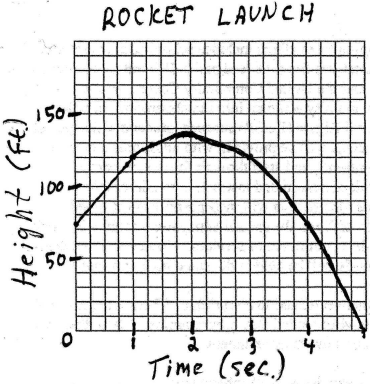 ROCKET LAUNCH
Height (Ft.)
150
100
50
0
1
2
3
4
Time (sec.)